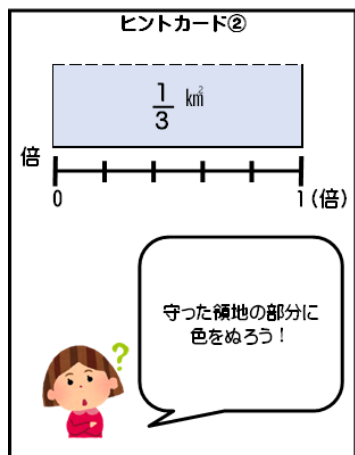 ヒントカード②
1/3 km²
倍
0 1(倍)
守った領地の部分に
色をぬろう！
?